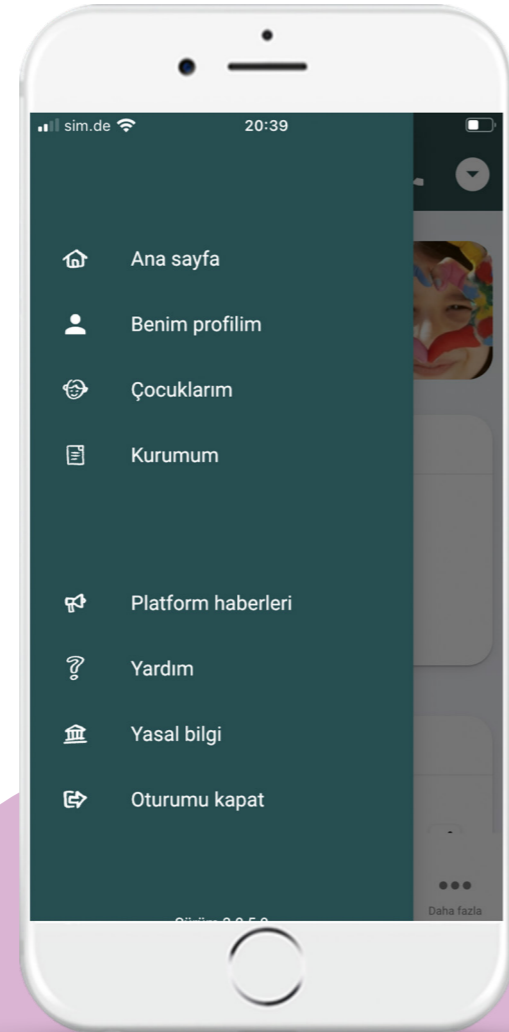 sim.de
20:39
Ana sayfa
Benim profilim
Çocuklarım
Kurumum
Platform haberleri
Yardım
Yasal bilgi
Oturumu kapat
Daha fazla